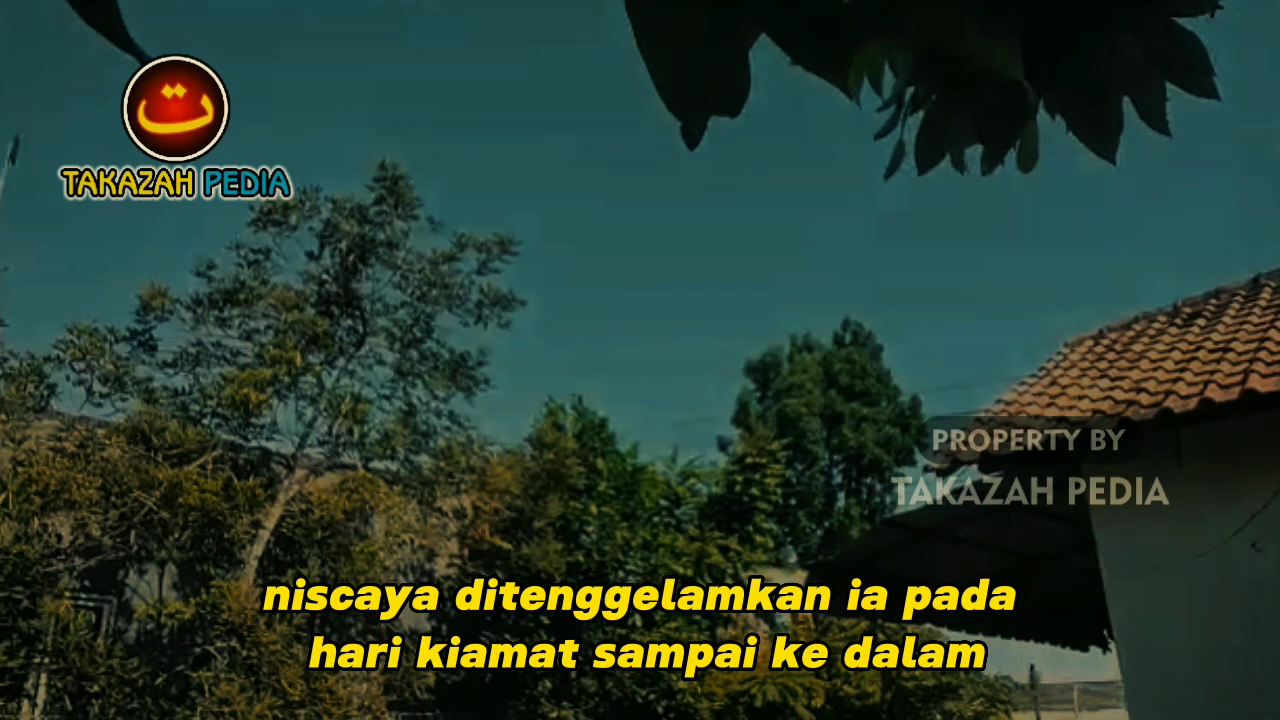 ت
TAKAZAH PEDIA
PROPERTY BY
TAKAZAH PEDIA
niscaya ditenggelamkan ia pada
hari kiamat sampai ke dalam